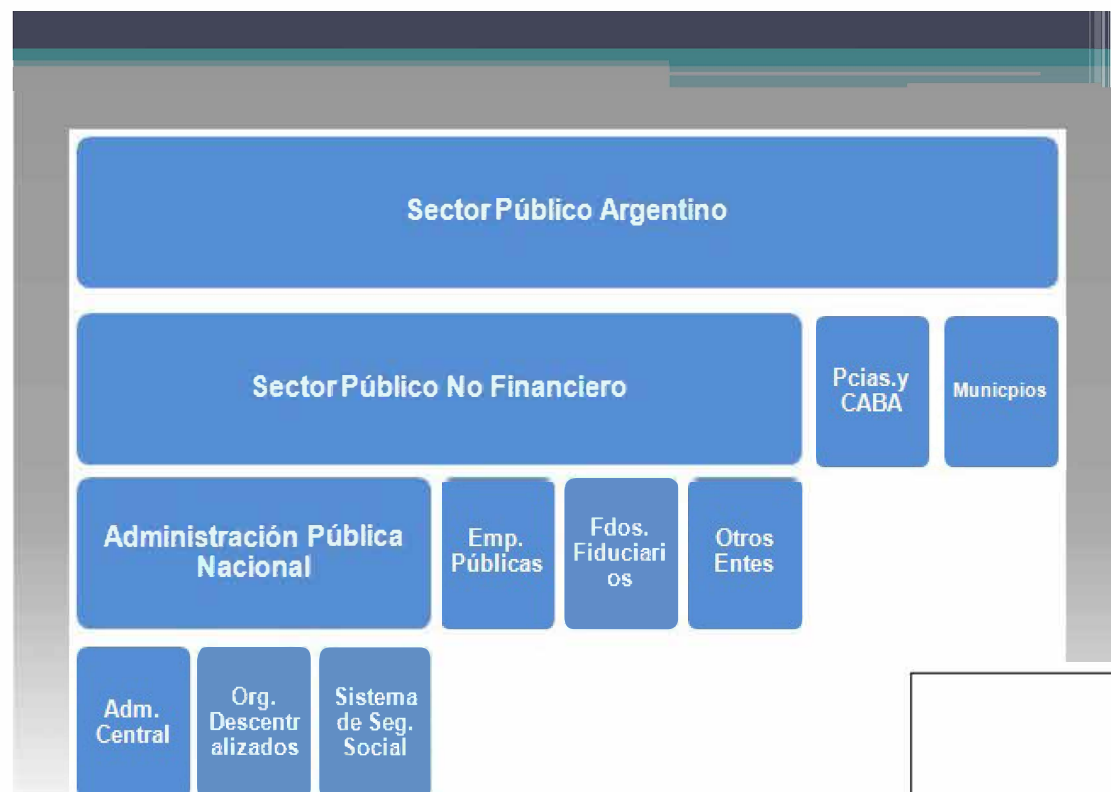 Sector Público Argentino
Sector Público No Financiero
Pcias.y
CABA
Municpios
Administración Pública
Nacional
Emp.
Públicas
Fdos.
Fiduciari
os
Otros
Entes
Adm.
Central
Org.
Descentr
alizados
Sistema
de Seg.
Social